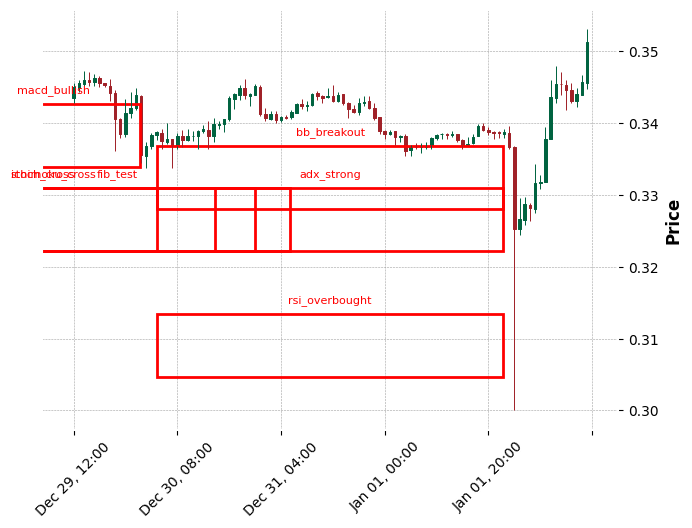 0.35
macd_bullish
0.34
bb_breakout
fib_test
adx_strong
0.33
Price
0.32
rsi_overbought
0.31
0.30
Dec 29, 12:00
Dec 30, 08:00
Dec 31, 04:00
Jan 01, 00:00
Jan 01, 20:00